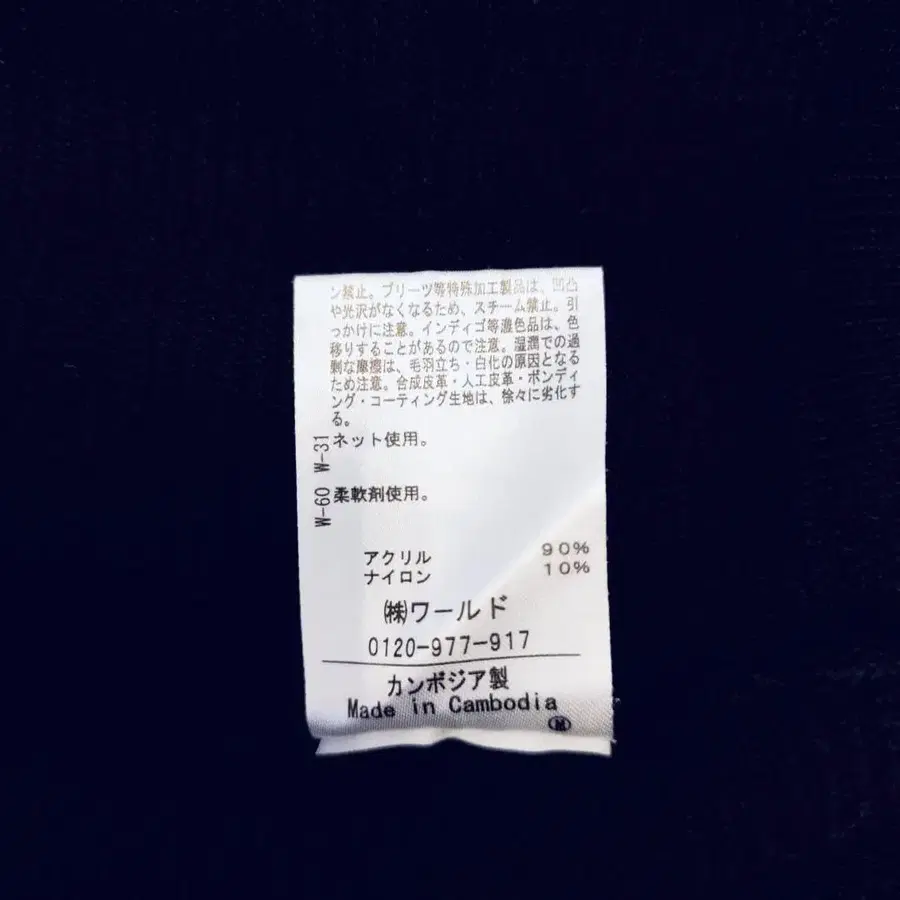 ン禁止。プリーツ等特殊加工製品は、凹凸
や光沢がなくなるため、スチーム禁止。引
っかけに注意。インディゴ等濃色品は、色
移りすることがあるので注意。湿潤での過
剰な摩擦は、毛羽立ち・白化の原因となる
ため注意。合成皮革・人工皮革・ボンディ
ング・コーティング生地は、徐々に劣化す
る。
W-31 ネット使用。
W-60 柔軟剤使用。
アクリル 90%
ナイロン 10%
㈱ワールド
0120-977-917
カンボジア製
Made in Cambodia
Ⓜ